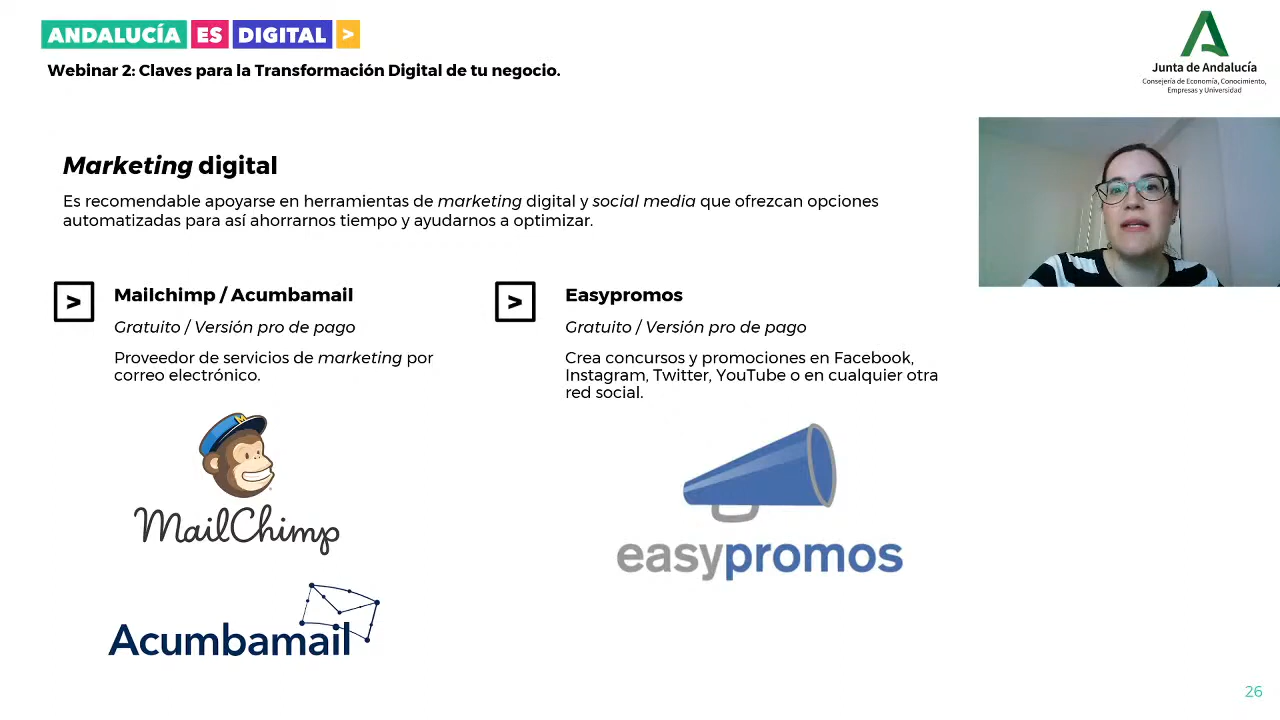 ANDALUCÍA ES DIGITAL >
Webinar 2: Claves para la Transformación Digital de tu negocio.
Junta de Andalucía
Consejería de Economía, Conocimiento,
Empresas y Universidad
Marketing digital
Es recomendable apoyarse en herramientas de marketing digital y social media que ofrezcan opciones
automatizadas para así ahorrarnos tiempo y ayudarnos a optimizar.
> Mailchimp / Acumbamail
Gratuito / Versión pro de pago
Proveedor de servicios de marketing por
correo electrónico.
MailChimp
Acumbamail
> Easypromos
Gratuito / Versión pro de pago
Crea concursos y promociones en Facebook,
Instagram, Twitter, YouTube o en cualquier otra
red social.
easypromos
26